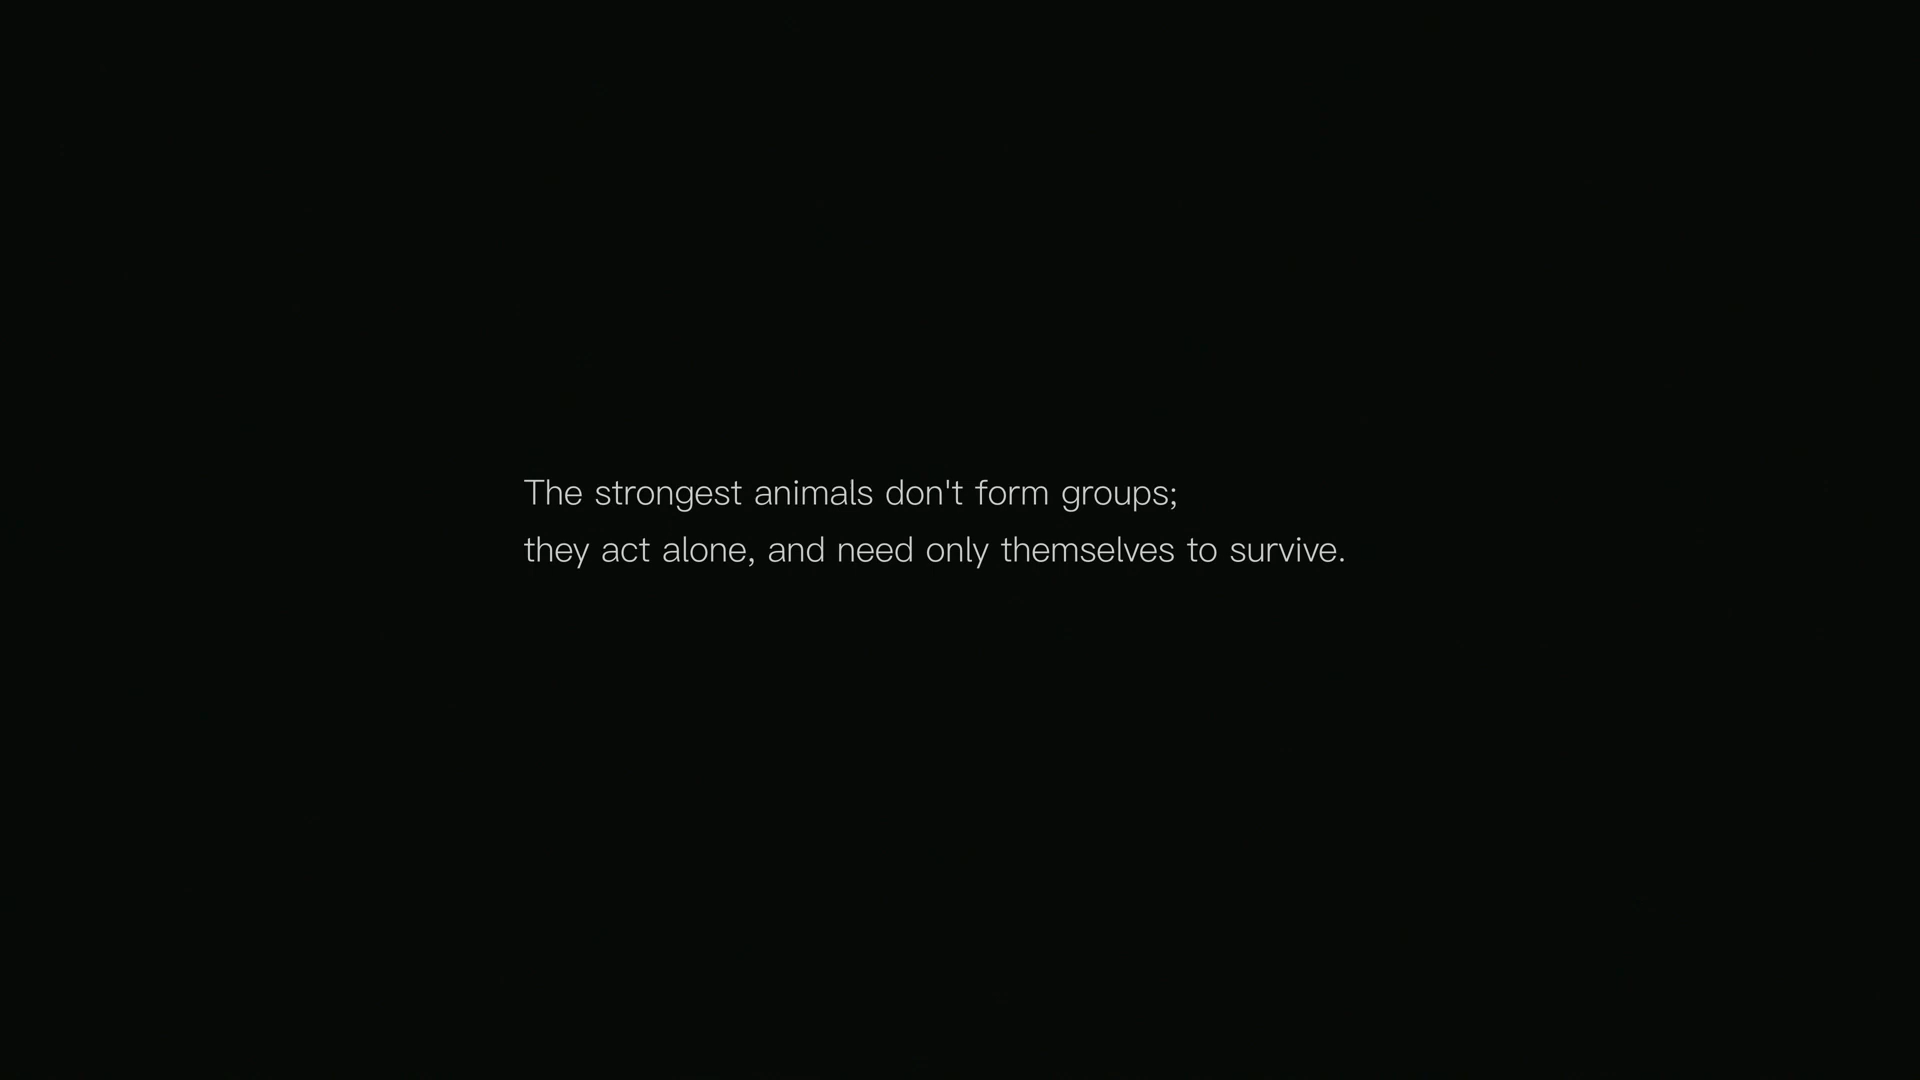 The strongest animals don't form groups;
they act alone, and need only themselves to survive.